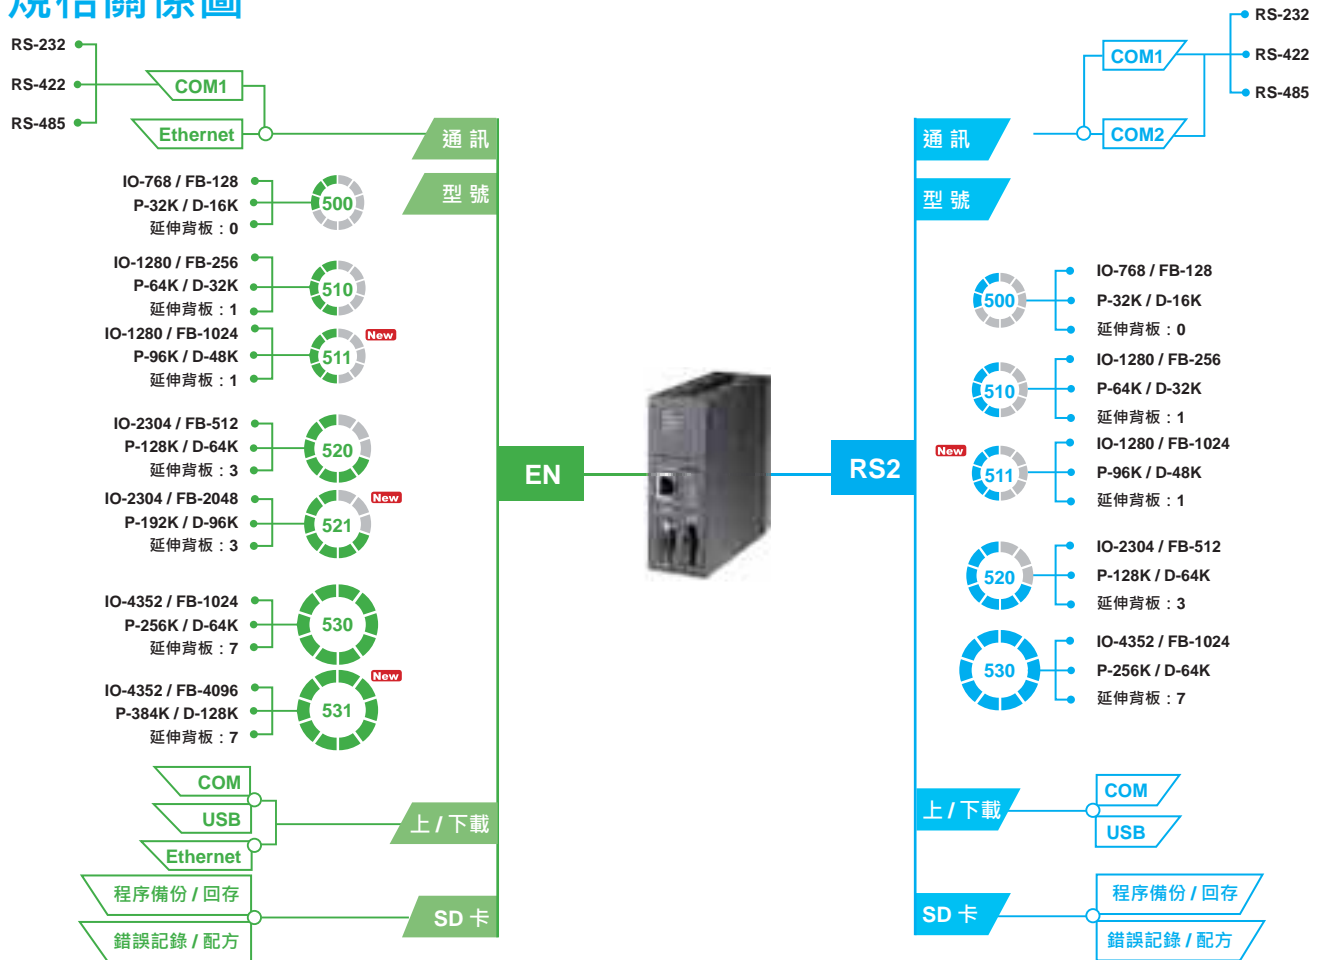 規格關係圖
RS-232
RS-422
RS-485
COM1
Ethernet
通訊
型號
IO-768 / FB-128
P-32K / D-16K
延伸背板：0
500
IO-1280 / FB-256
P-64K / D-32K
延伸背板：1
510
IO-1280 / FB-1024
P-96K / D-48K
延伸背板：1
511
New
IO-2304 / FB-512
P-128K / D-64K
延伸背板：3
520
IO-2304 / FB-2048
P-192K / D-96K
延伸背板：3
521
New
IO-4352 / FB-1024
P-256K / D-64K
延伸背板：7
530
IO-4352 / FB-4096
P-384K / D-128K
延伸背板：7
531
New
COM
USB
Ethernet
上 / 下載
程序備份 / 回存
錯誤記錄 / 配方
SD 卡
EN
RS2
RS-232
RS-422
RS-485
COM1
COM2
通訊
型號
500
IO-768 / FB-128
P-32K / D-16K
延伸背板：0
510
IO-1280 / FB-256
P-64K / D-32K
延伸背板：1
New
511
IO-1280 / FB-1024
P-96K / D-48K
延伸背板：1
520
IO-2304 / FB-512
P-128K / D-64K
延伸背板：3
530
IO-4352 / FB-1024
P-256K / D-64K
延伸背板：7
上 / 下載
COM
USB
SD 卡
程序備份 / 回存
錯誤記錄 / 配方